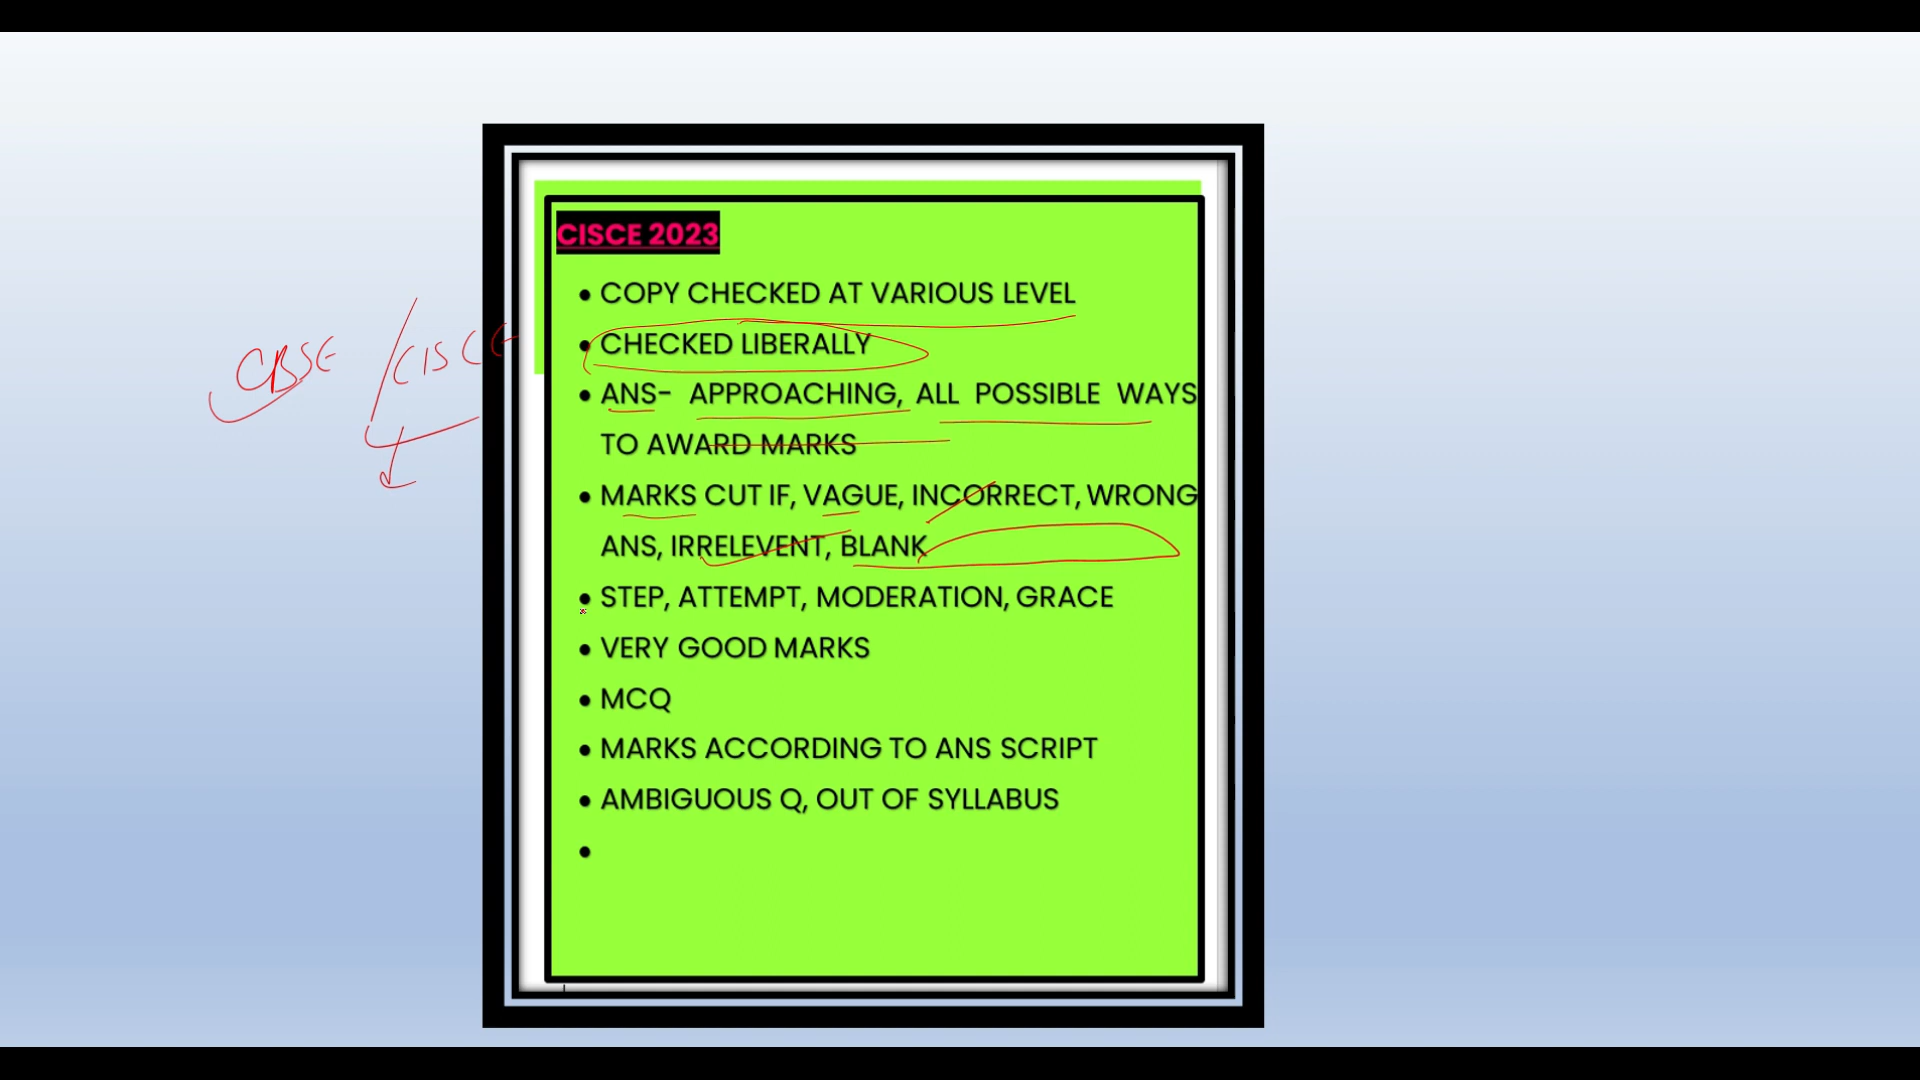 CISCE 2023
• COPY CHECKED AT VARIOUS LEVEL
• CHECKED LIBERALLY
CBSE / CISCE
• ANS- APPROACHING, ALL POSSIBLE WAYS
TO AWARD MARKS
• MARKS CUT IF, VAGUE, INCORRECT, WRONG
ANS, IRRELEVENT, BLANK
• STEP, ATTEMPT, MODERATION, GRACE
• VERY GOOD MARKS
• MCQ
• MARKS ACCORDING TO ANS SCRIPT
• AMBIGUOUS Q, OUT OF SYLLABUS
•